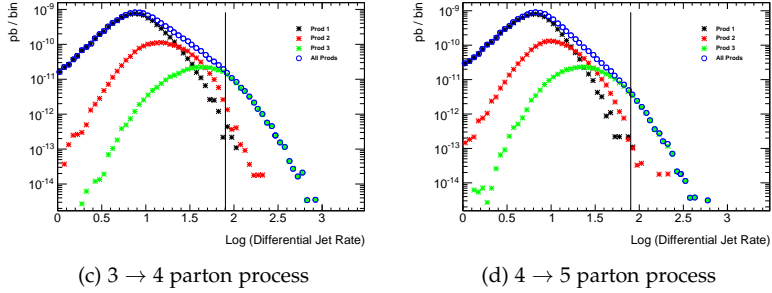 pb / bin
10⁻⁹
10⁻¹⁰
10⁻¹¹
10⁻¹²
10⁻¹³
10⁻¹⁴
Prod 1
Prod 2
Prod 3
All Prods
0 0.5 1 1.5 2 2.5 3
Log (Differential Jet Rate)
(c) 3 → 4 parton process
pb / bin
10⁻⁹
10⁻¹⁰
10⁻¹¹
10⁻¹²
10⁻¹³
10⁻¹⁴
Prod 1
Prod 2
Prod 3
All Prods
0 0.5 1 1.5 2 2.5 3
Log (Differential Jet Rate)
(d) 4 → 5 parton process